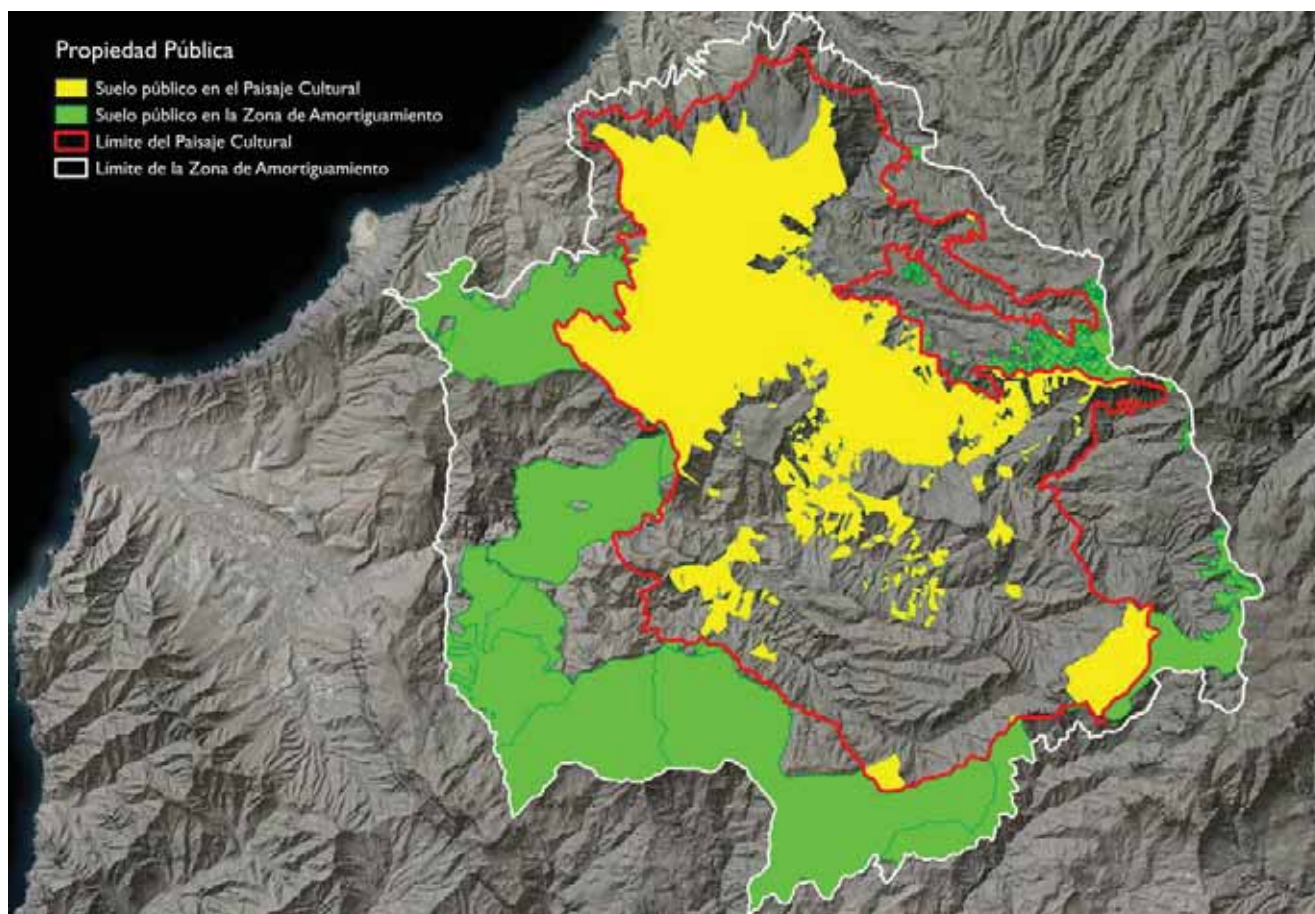 Propiedad Pública
Suelo público en el Paisaje Cultural
Suelo público en la Zona de Amortiguamiento
Límite del Paisaje Cultural
Límite de la Zona de Amortiguamiento